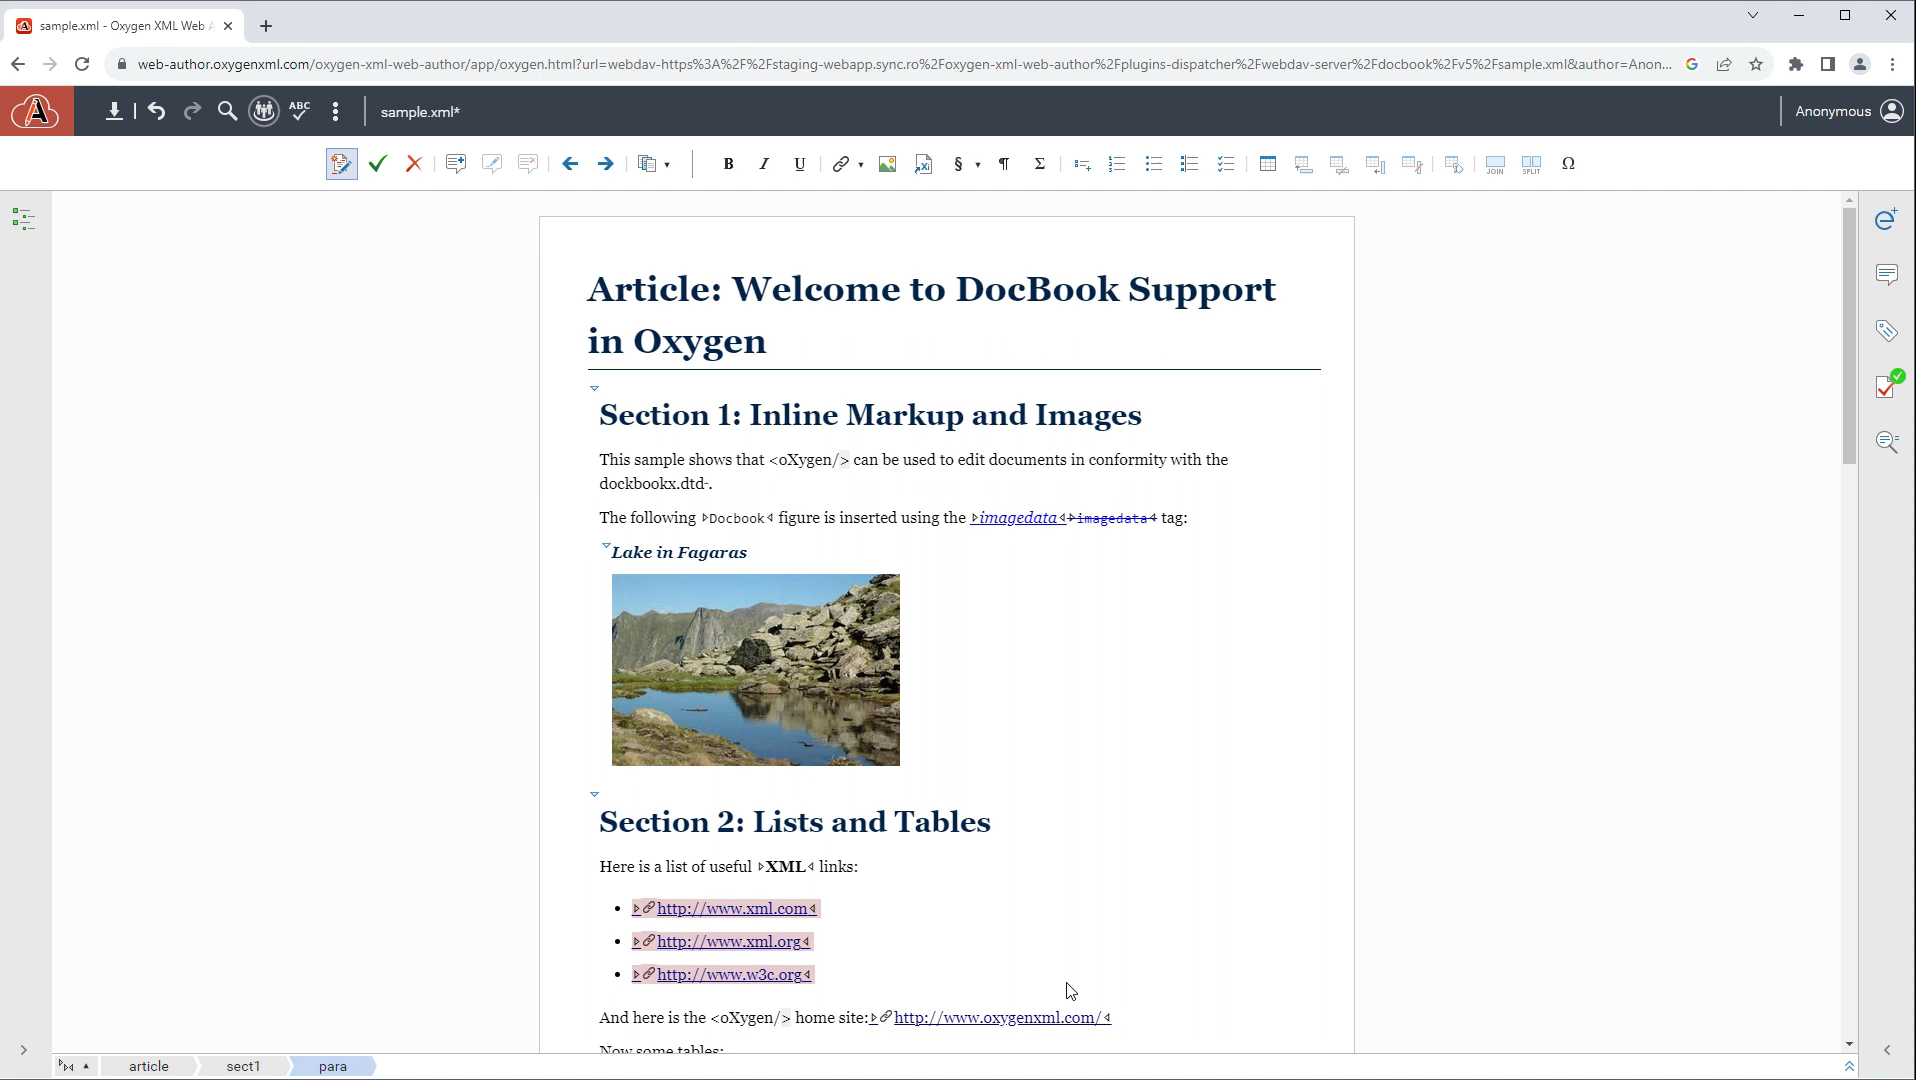 sample.xml - Oxygen XML Web A
web-author.oxygenxml.com/oxygen-xml-web-author/app/oxygen.html?url=webdav-https%3A%2F%2Fstaging-webapp.sync.ro%2Foxygen-xml-web-author%2Fplugins-dispatcher%2Fwebdav-server%2Fdocbook%2Fv5%2Fsample.xml&author=Anon...
ABC
sample.xml*
Anonymous
B I U
§ ¶ Σ
JOIN SPLIT Ω
Article: Welcome to DocBook Support
in Oxygen
Section 1: Inline Markup and Images
This sample shows that <oXygen/> can be used to edit documents in conformity with the
dockbookx.dtd-.
The following Docbook figure is inserted using the imagedata imagedata tag:
Lake in Fagaras
Section 2: Lists and Tables
Here is a list of useful XML links:
• http://www.xml.com
• http://www.xml.org
• http://www.w3c.org
And here is the <oXygen/> home site: http://www.oxygenxml.com/
Now some tables:
article sect1 para